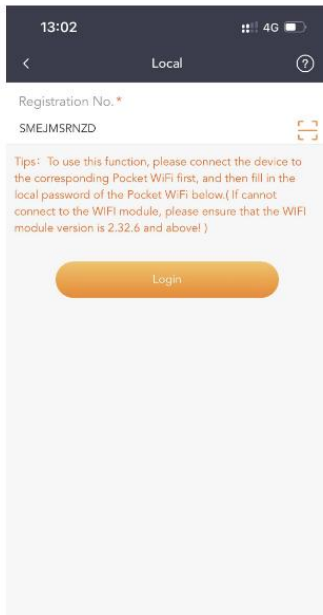 13:02
4G
Local
?
Registration No.*
SMEJMSRNZD
Tips: To use this function, please connect the device to
the corresponding Pocket WiFi first, and then fill in the
local password of the Pocket WiFi below.( If cannot
connect to the WIFI module, please ensure that the WIFI
module version is 2.32.6 and above! )
Login